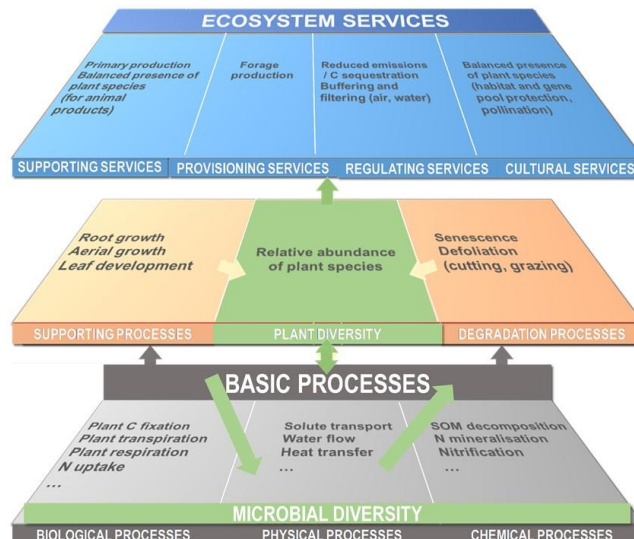 ECOSYSTEM SERVICES
Primary production
Balanced presence of
plant species
(for animal
products)
Forage
production
Reduced emissions
/ C sequestration
Buffering and
filtering (air, water)
Balanced presence
of plant species
(habitat and gene
pool protection,
pollination)
SUPPORTING SERVICES
PROVISIONING SERVICES
REGULATING SERVICES
CULTURAL SERVICES
Root growth
Aerial growth
Leaf development
Relative abundance
of plant species
Senescence
Defoliation
(cutting, grazing)
SUPPORTING PROCESSES
PLANT DIVERSITY
DEGRADATION PROCESSES
BASIC PROCESSES
Plant C fixation
Plant transpiration
Plant respiration
N uptake
…
Solute transport
Water flow
Heat transfer
…
SOM decomposition
N mineralisation
Nitrification
…
MICROBIAL DIVERSITY
BIOLOGICAL PROCESSES
PHYSICAL PROCESSES
CHEMICAL PROCESSES